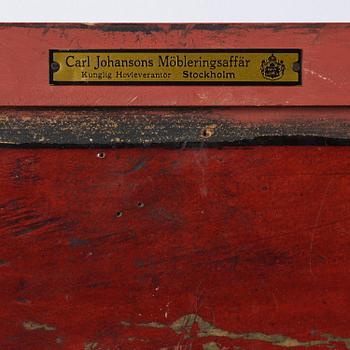 Carl Johansons Möbleringsaffär
Kunglig Hovleverantör Stockholm